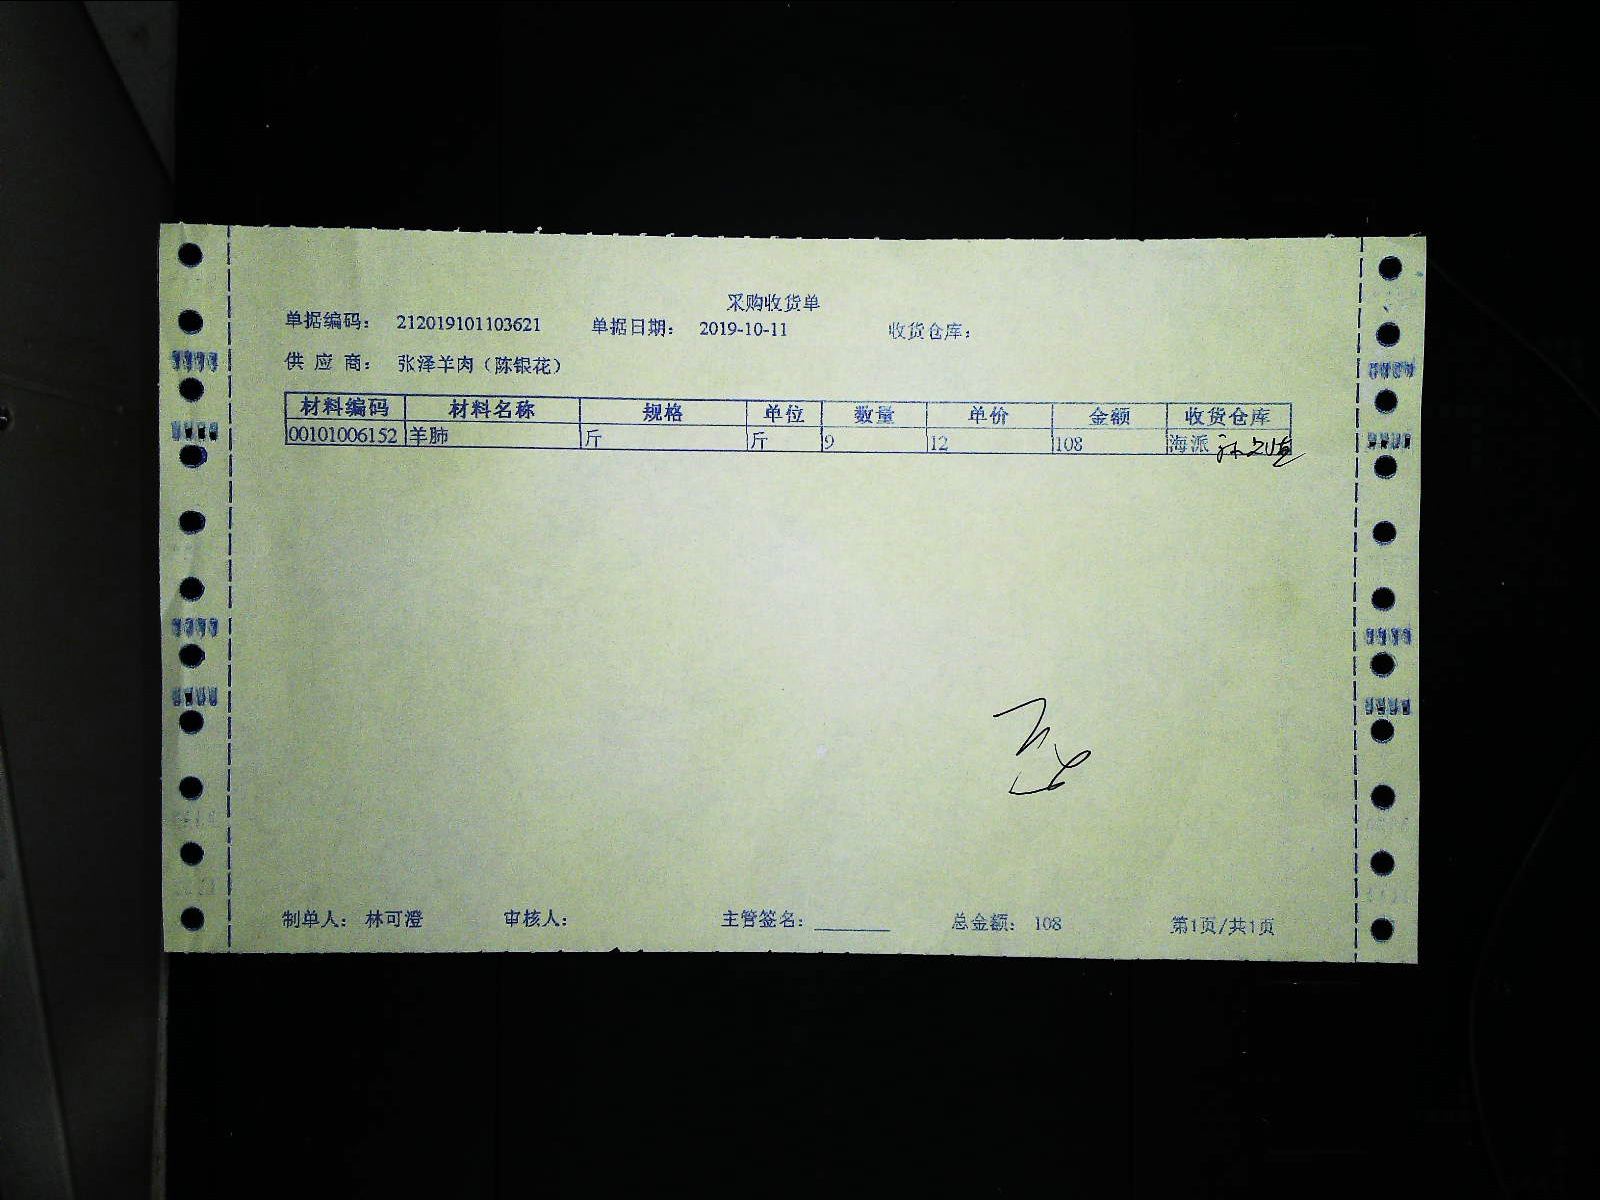 采购收货单
单据编码： 212019101103621 单据日期： 2019-10-11 收货仓库：
供 应 商： 张泽羊肉（陈银花）
材料编码 材料名称 规格 单位 数量 单价 金额 收货仓库
00101006152 羊肺 斤 斤 9 12 108 海派
制单人： 林可澄 审核人： 主管签名： 总金额： 108 第1页/共1页